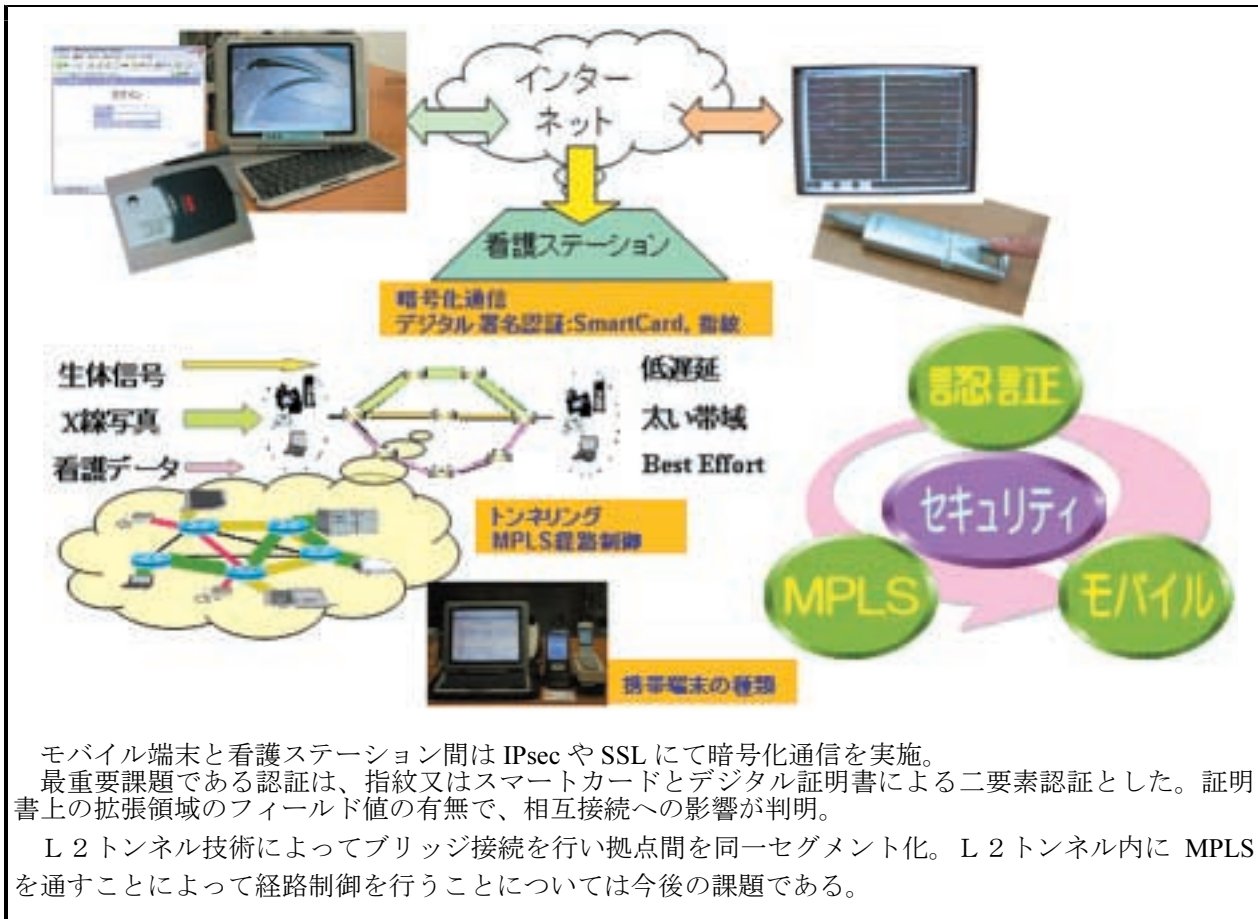 インター
ネット
看護ステーション
暗号化通信
デジタル署名認証:SmartCard, 指紋
生体信号
X線写真
看護データ
低遅延
太い帯域
Best Effort
トンネリング
MPLS経路制御
認証
セキュリティ
MPLS
モバイル
携帯端末の種類
モバイル端末と看護ステーション間は IPsec や SSL にて暗号化通信を実施。
最重要課題である認証は、指紋又はスマートカードとデジタル証明書による二要素認証とした。証明
書上の拡張領域のフィールド値の有無で、相互接続への影響が判明。
L2トンネル技術によってブリッジ接続を行い拠点間を同一セグメント化。L2トンネル内に MPLS
を通すことによって経路制御を行うことについては今後の課題である。